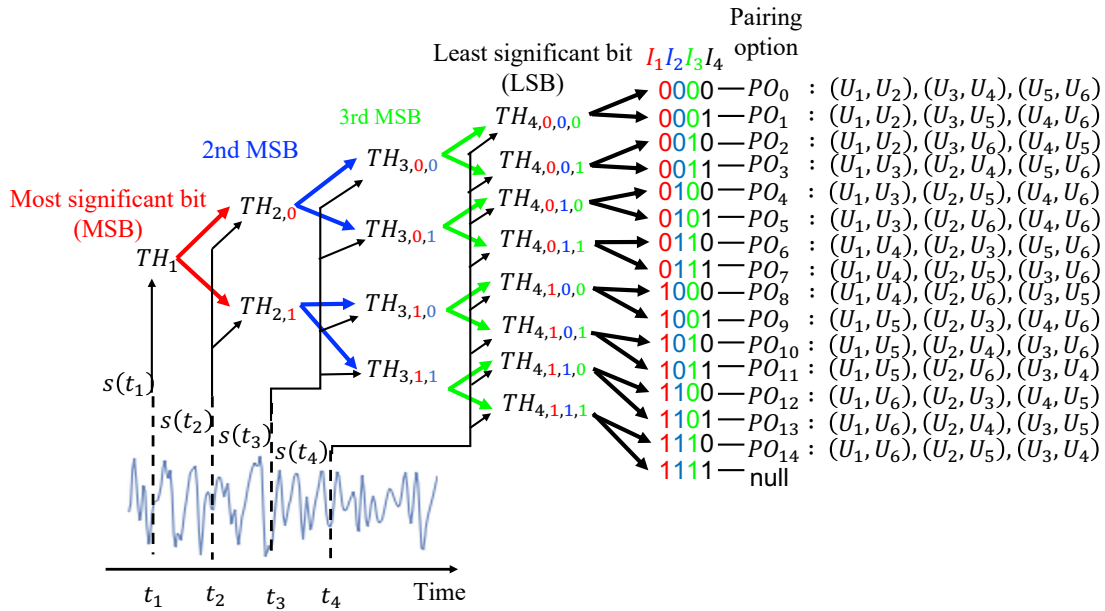 Pairing
option
Least significant bit
(LSB)
I₁I₂I₃I₄
3rd MSB
2nd MSB
Most significant bit
(MSB)
TH₁
TH₂,₀
TH₂,₁
TH₃,₀,₀
TH₃,₀,₁
TH₃,₁,₀
TH₃,₁,₁
TH₄,₀,₀,₀
TH₄,₀,₀,₁
TH₄,₀,₁,₀
TH₄,₀,₁,₁
TH₄,₁,₀,₀
TH₄,₁,₀,₁
TH₄,₁,₁,₀
TH₄,₁,₁,₁
0000 PO₀ : (U₁, U₂), (U₃, U₄), (U₅, U₆)
0001 PO₁ : (U₁, U₂), (U₃, U₅), (U₄, U₆)
0010 PO₂ : (U₁, U₂), (U₃, U₆), (U₄, U₅)
0011 PO₃ : (U₁, U₃), (U₂, U₄), (U₅, U₆)
0100 PO₄ : (U₁, U₃), (U₂, U₅), (U₄, U₆)
0101 PO₅ : (U₁, U₃), (U₂, U₆), (U₄, U₆)
0110 PO₆ : (U₁, U₄), (U₂, U₃), (U₅, U₆)
0111 PO₇ : (U₁, U₄), (U₂, U₅), (U₃, U₆)
1000 PO₈ : (U₁, U₄), (U₂, U₆), (U₃, U₅)
1001 PO₉ : (U₁, U₅), (U₂, U₃), (U₄, U₆)
1010 PO₁₀ : (U₁, U₅), (U₂, U₄), (U₃, U₆)
1011 PO₁₁ : (U₁, U₅), (U₂, U₆), (U₃, U₄)
1100 PO₁₂ : (U₁, U₆), (U₂, U₃), (U₄, U₅)
1101 PO₁₃ : (U₁, U₆), (U₂, U₄), (U₃, U₅)
1110 PO₁₄ : (U₁, U₆), (U₂, U₅), (U₃, U₄)
1111 null
s(t₁)
s(t₂)
s(t₃)
s(t₄)
t₁ t₂ t₃ t₄ Time